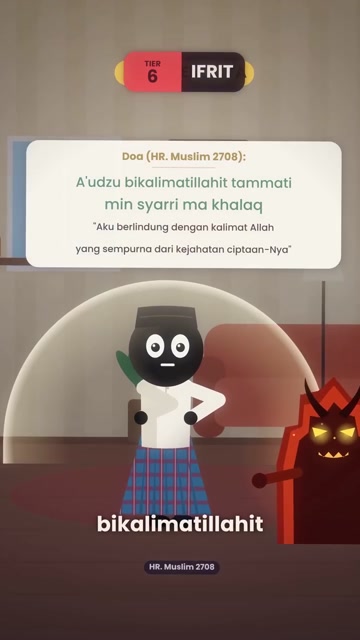 TIER
6
IFRIT
Doa (HR. Muslim 2708):
A'udzu bikalimatillahit tammati
min syarri ma khalaq
"Aku berlindung dengan kalimat Allah
yang sempurna dari kejahatan ciptaan-Nya"
bikalimatillahit
HR. Muslim 2708